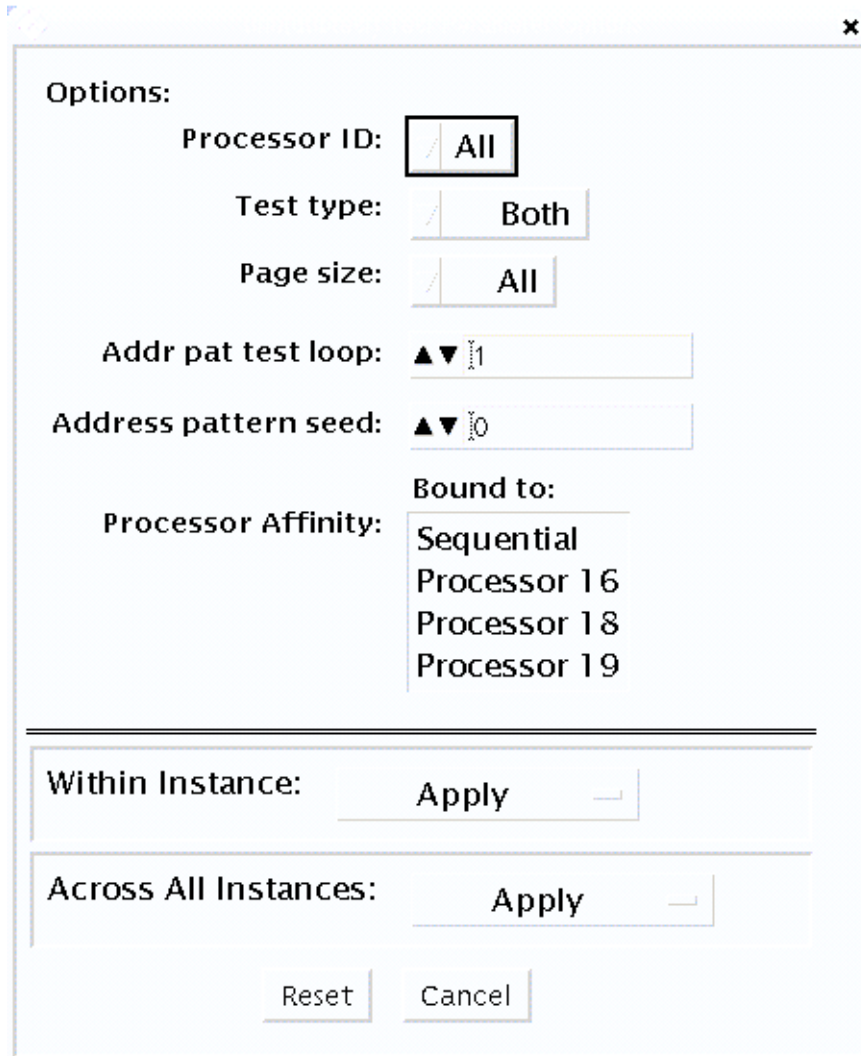 Options:
Processor ID: All
Test type: Both
Page size: All
Addr pat test loop: 1
Address pattern seed: 0
Bound to:
Processor Affinity:
Sequential
Processor 16
Processor 18
Processor 19
Within Instance: Apply
Across All Instances: Apply
Reset Cancel